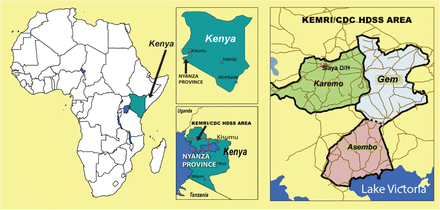 Kenya
Kenya
Kisumu
Nairobi
NYANZA
PROVINCE
Mombasa
Uganda
KEMRI/CDC HDSS AREA
Kisumu
Kenya
NYANZA
PROVINCE
Tanzania
KEMRI/CDC HDSS AREA
Siaya D/H
Gem
Karemo
Asembo
Lake Victoria